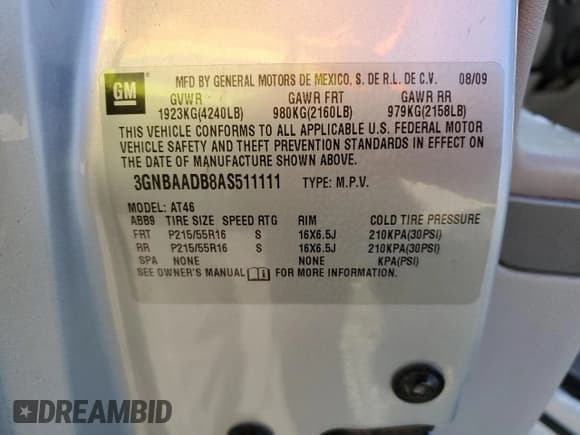 GM
MFD BY GENERAL MOTORS DE MEXICO, S. DE R.L. DE C.V. 08/09
GVWR GAWR FRT GAWR RR
1923KG(4240LB) 980KG(2160LB) 979KG(2158LB)
THIS VEHICLE CONFORMS TO ALL APPLICABLE U.S. FEDERAL MOTOR
VEHICLE SAFETY AND THEFT PREVENTION STANDARDS IN EFFECT ON
THE DATE OF MANUFACTURE SHOWN ABOVE.
3GNBAADB8AS511111 TYPE: M.P.V.
MODEL: AT46
ABB9 TIRE SIZE SPEED RTG RIM COLD TIRE PRESSURE
FRT P215/55R16 S 16X6.5J 210KPA(30PSI)
RR P215/55R16 S 16X6.5J 210KPA(30PSI)
SPA NONE NONE KPA(PSI)
SEE OWNER'S MANUAL FOR MORE INFORMATION.
DREAMBID